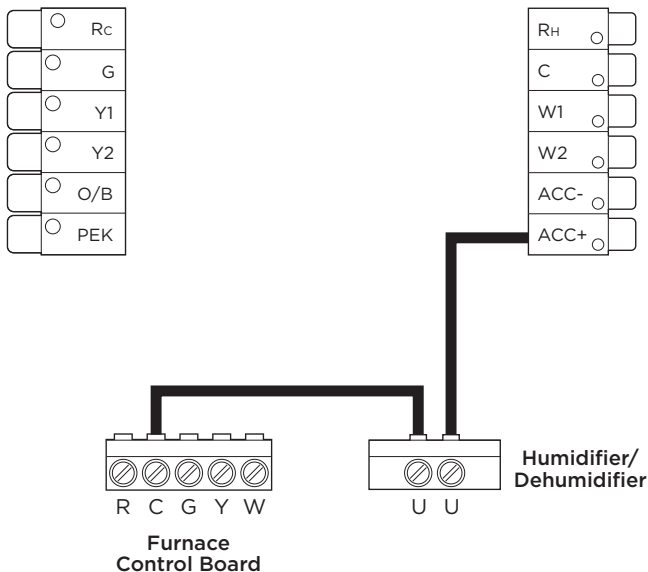 RC
G
Y1
Y2
O/B
PEK
RH
C
W1
W2
ACC-
ACC+
Humidifier/
Dehumidifier
R C G Y W
U U
Furnace
Control Board